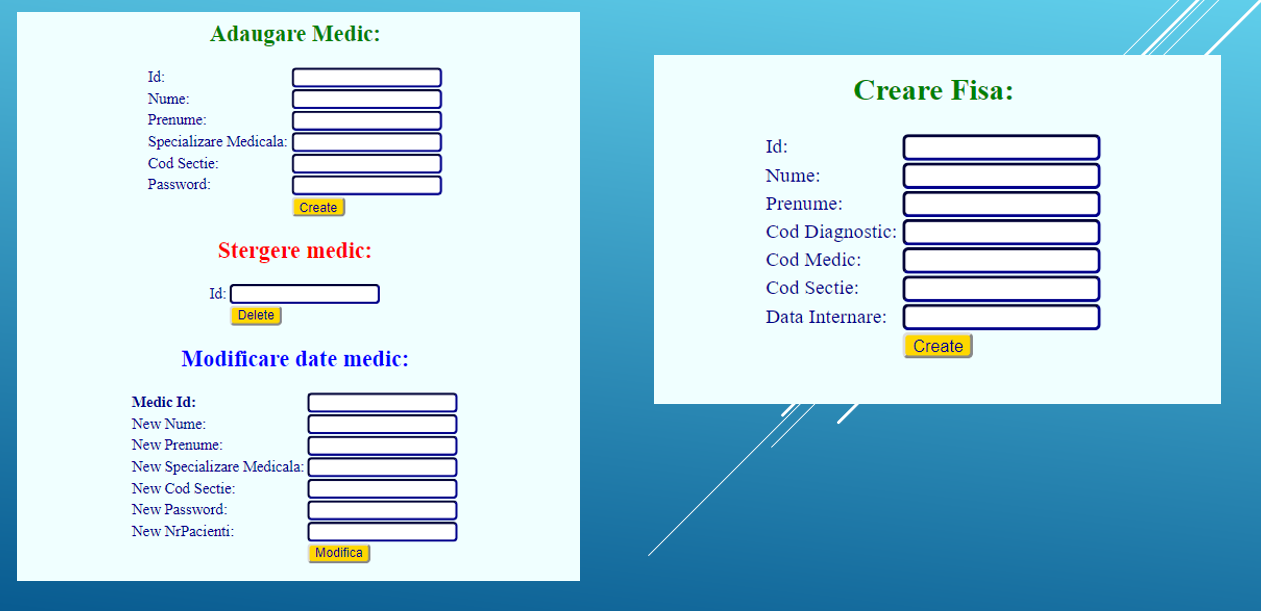 Adaugare Medic:
Id:
Nume:
Prenume:
Specializare Medicala:
Cod Sectie:
Password:
Create
Stergere medic:
Id:
Delete
Modificare date medic:
Medic Id:
New Nume:
New Prenume:
New Specializare Medicala:
New Cod Sectie:
New Password:
New NrPacienti:
Modifica
Creare Fisa:
Id:
Nume:
Prenume:
Cod Diagnostic:
Cod Medic:
Cod Sectie:
Data Internare:
Create